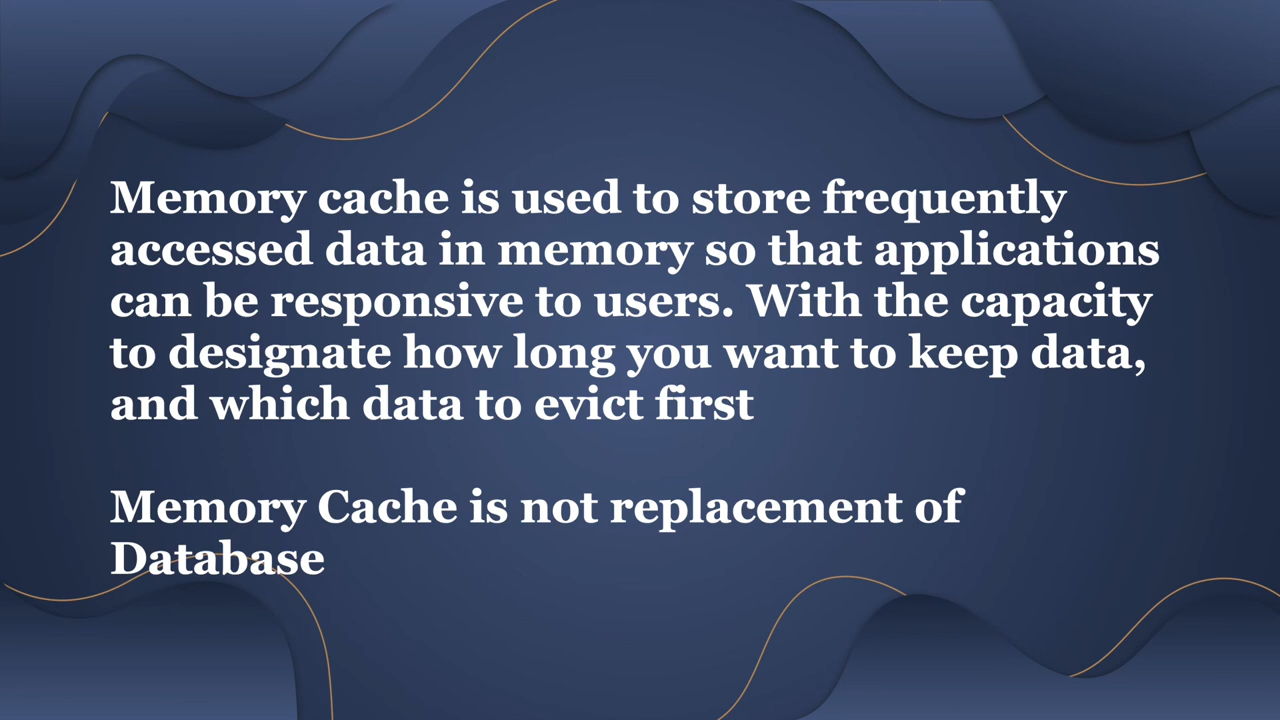 Memory cache is used to store frequently
accessed data in memory so that applications
can be responsive to users. With the capacity
to designate how long you want to keep data,
and which data to evict first
Memory Cache is not replacement of
Database